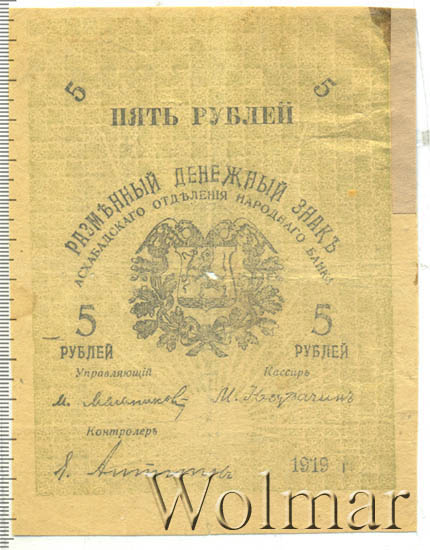 5 5
ПЯТЬ РУБЛЕЙ
РАЗМѢННЫЙ ДЕНЕЖНЫЙ ЗНАКЪ
АСХАБАДСКАГО ОТДѢЛЕНІЯ НАРОДНАГО БАНКА
5 5
РУБЛЕЙ РУБЛЕЙ
Управляющій Кассиръ
М. М.
Контролеръ
1919 г
Wolmar